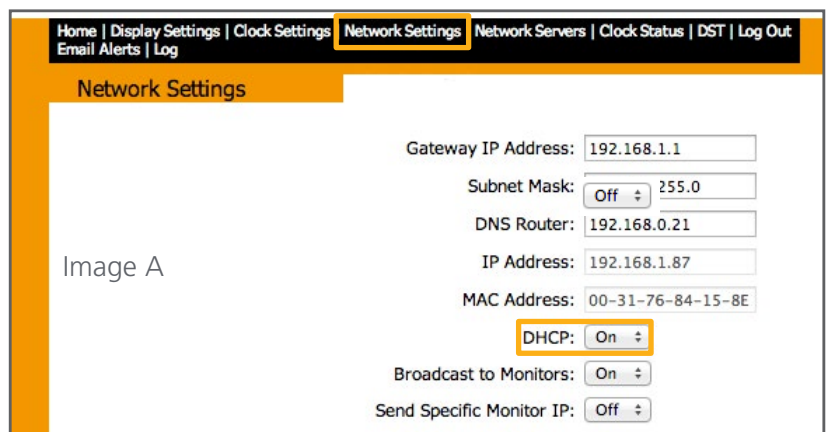 Home | Display Settings | Clock Settings | Network Settings | Network Servers | Clock Status | DST | Log Out
Email Alerts | Log
Network Settings
Gateway IP Address: 192.168.1.1
Subnet Mask: Off 255.0
DNS Router: 192.168.0.21
IP Address: 192.168.1.87
Image A
MAC Address: 00-31-76-84-15-8E
DHCP: On
Broadcast to Monitors: On
Send Specific Monitor IP: Off